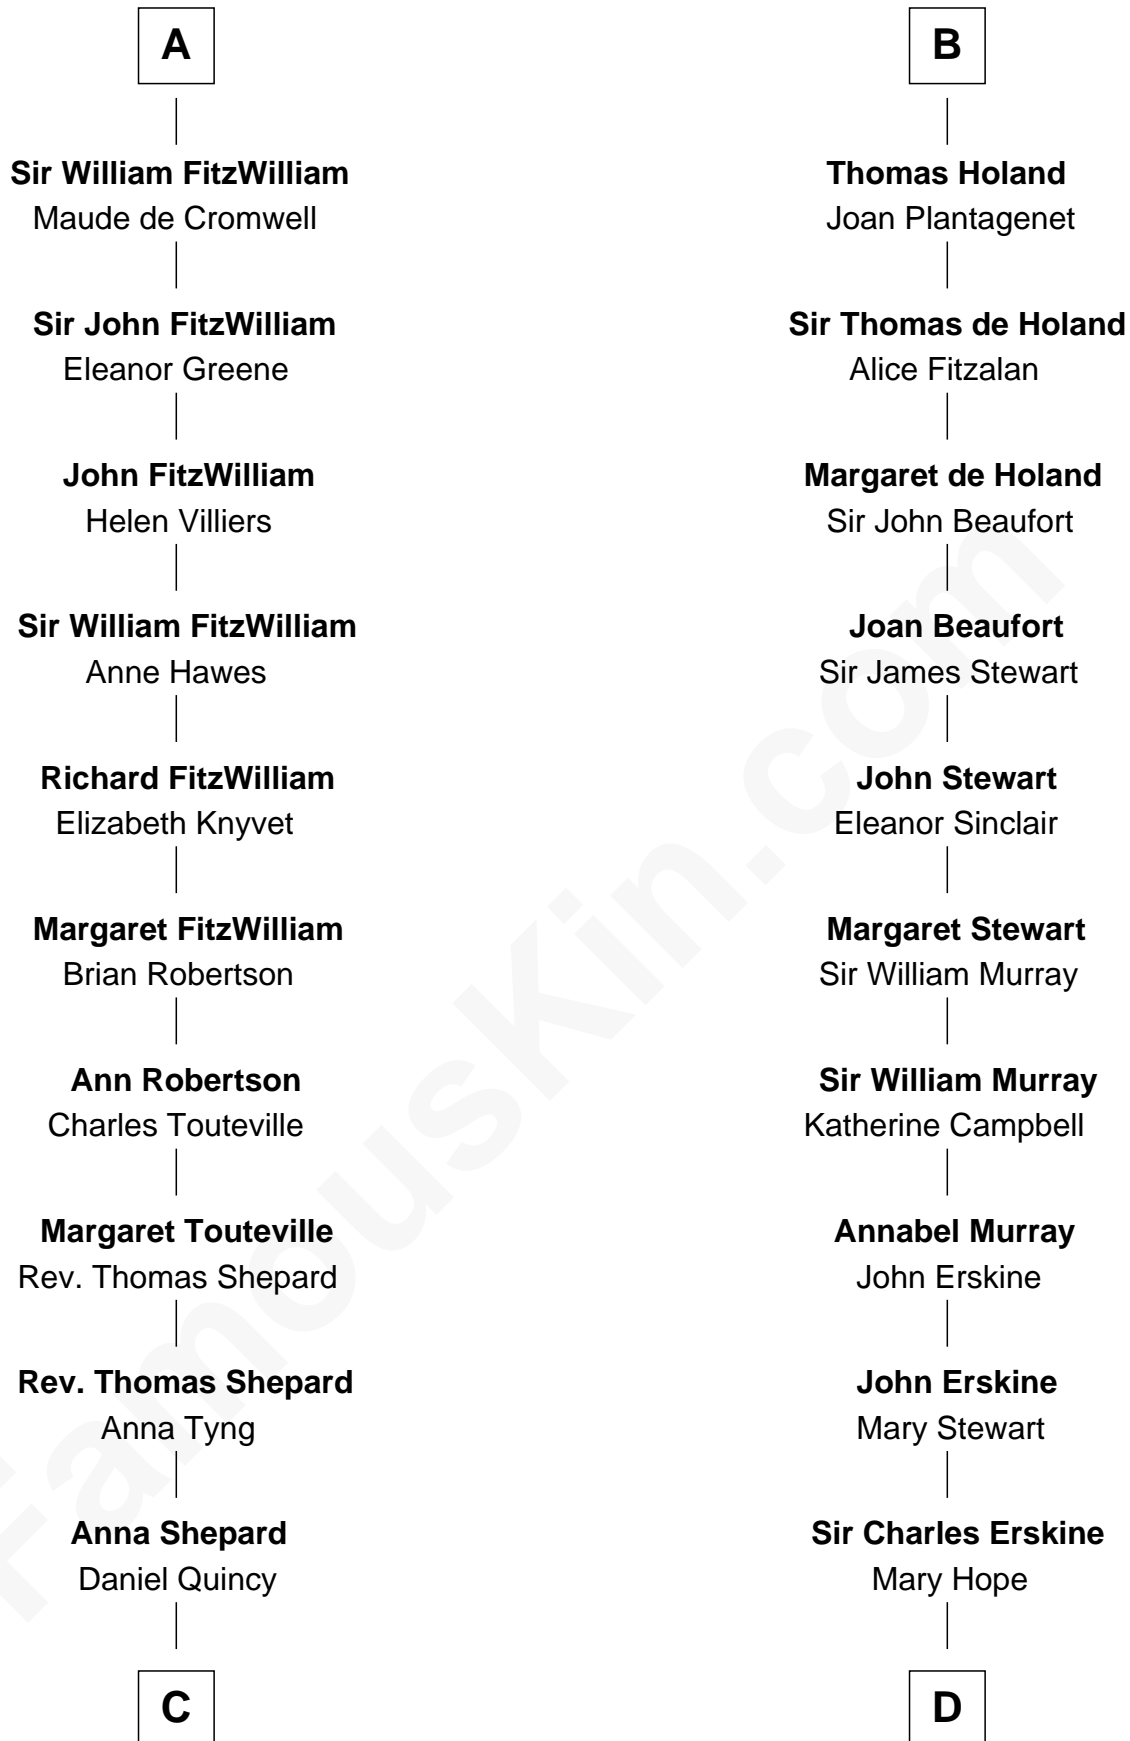 A
Sir William FitzWilliam
Maude de Cromwell
Sir John FitzWilliam
Eleanor Greene
John FitzWilliam
Helen Villiers
Sir William FitzWilliam
Anne Hawes
Richard FitzWilliam
Elizabeth Knyvet
Margaret FitzWilliam
Brian Robertson
Ann Robertson
Charles Touteville
Margaret Touteville
Rev. Thomas Shepard
Rev. Thomas Shepard
Anna Tyng
Anna Shepard
Daniel Quincy
C
B
Thomas Holand
Joan Plantagenet
Sir Thomas de Holand
Alice Fitzalan
Margaret de Holand
Sir John Beaufort
Joan Beaufort
Sir James Stewart
John Stewart
Eleanor Sinclair
Margaret Stewart
Sir William Murray
Sir William Murray
Katherine Campbell
Annabel Murray
John Erskine
John Erskine
Mary Stewart
Sir Charles Erskine
Mary Hope
D
FamousKin.com